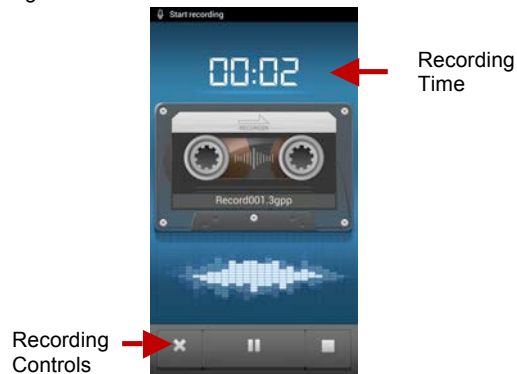 Start recording
00:02
Recording
Time
RECORDER
Record001.3gpp
Recording
Controls